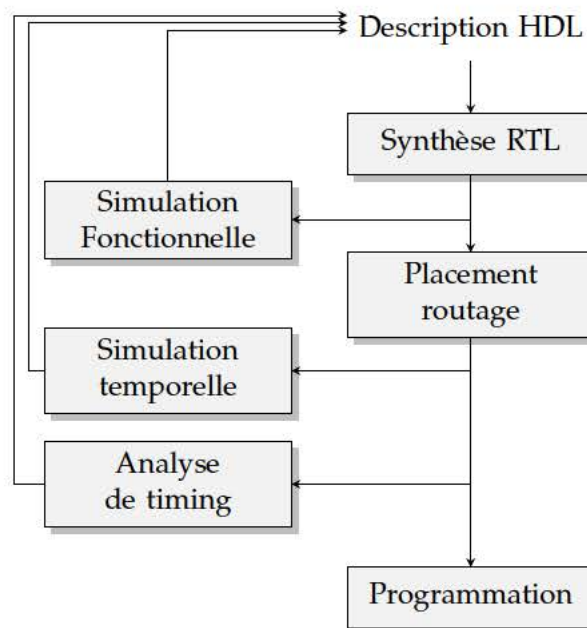 Description HDL
Synthèse RTL
Simulation
Fonctionnelle
Placement
routage
Simulation
temporelle
Analyse
de timing
Programmation